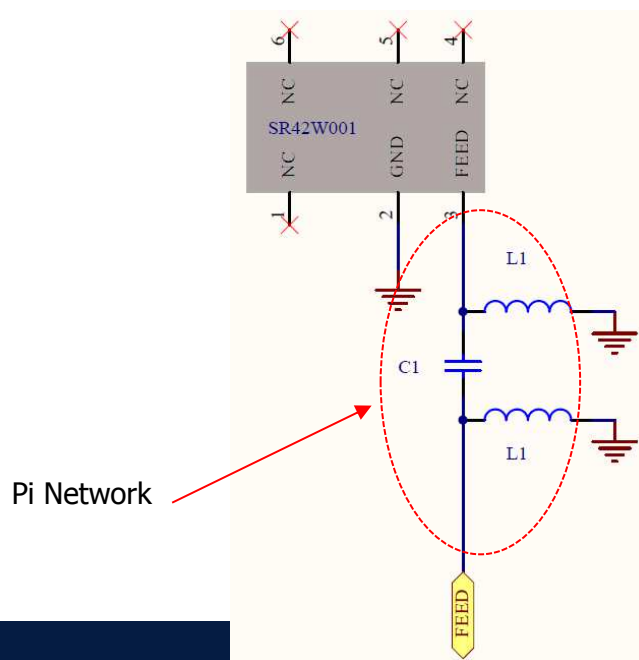 6
5
4
NC
NC
NC
SR42W001
NC
GND
FEED
1
2
3
L1
C1
L1
Pi Network
FEED